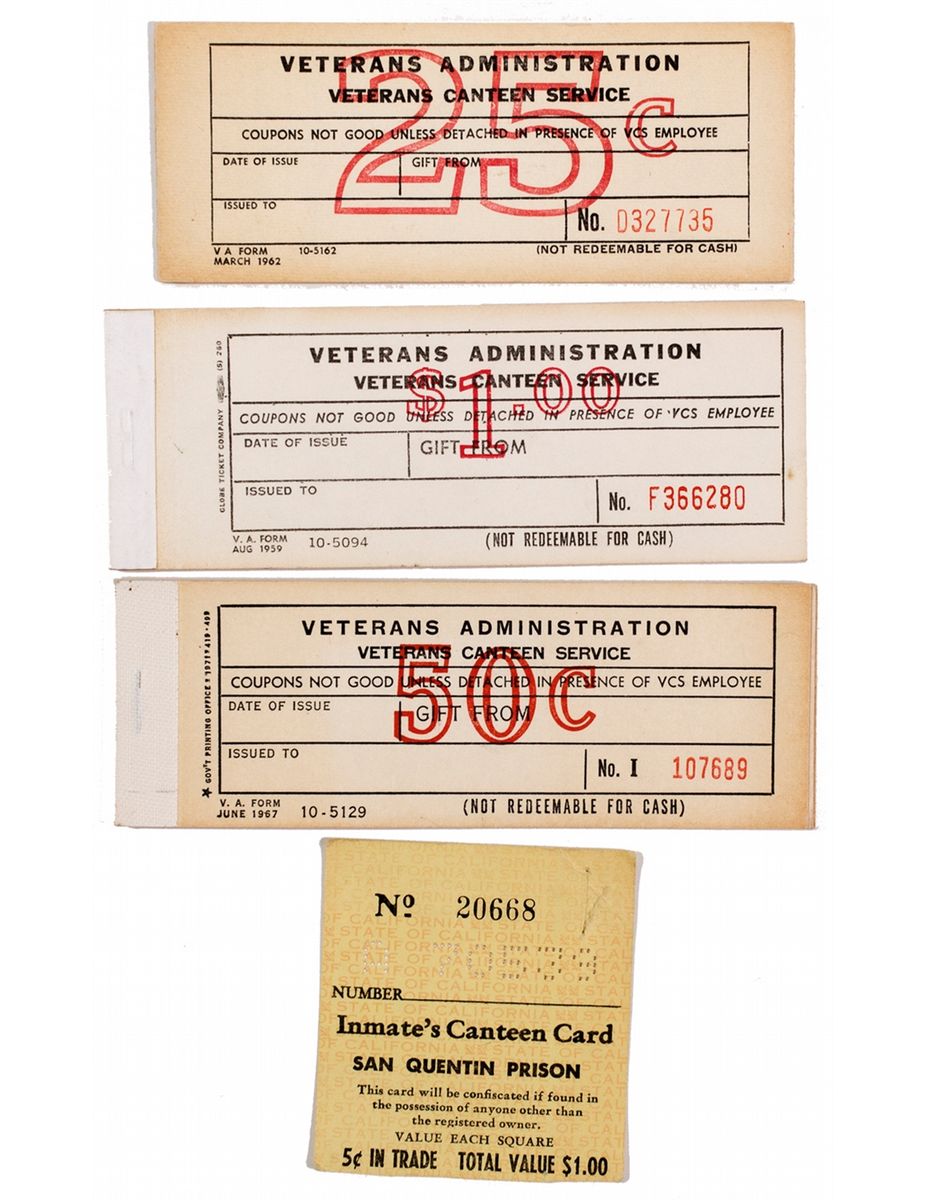 VETERANS ADMINISTRATION
VETERANS CANTEEN SERVICE
25c
COUPONS NOT GOOD UNLESS DETACHED IN PRESENCE OF VCS EMPLOYEE
DATE OF ISSUE GIFT FROM
ISSUED TO
No. D327735
V A FORM 10-5162 (NOT REDEEMABLE FOR CASH)
MARCH 1962
GLOBE TICKET COMPANY (S) 280
VETERANS ADMINISTRATION
VETERANS CANTEEN SERVICE
$1.00
COUPONS NOT GOOD UNLESS DETACHED IN PRESENCE OF VCS EMPLOYEE
DATE OF ISSUE GIFT FROM
ISSUED TO
No. F366280
V. A. FORM 10-5094 (NOT REDEEMABLE FOR CASH)
AUG 1959
★ GOV'T PRINTING OFFICE: 1971 419-499
VETERANS ADMINISTRATION
VETERANS CANTEEN SERVICE
50c
COUPONS NOT GOOD UNLESS DETACHED IN PRESENCE OF VCS EMPLOYEE
DATE OF ISSUE GIFT FROM
ISSUED TO
No. I 107689
V. A. FORM 10-5129 (NOT REDEEMABLE FOR CASH)
JUNE 1967
STATE OF CALIFORNIA
Nº 20668
NUMBER
Inmate's Canteen Card
SAN QUENTIN PRISON
This card will be confiscated if found in
the possession of anyone other than
the registered owner.
VALUE EACH SQUARE
5¢ IN TRADE TOTAL VALUE $1.00